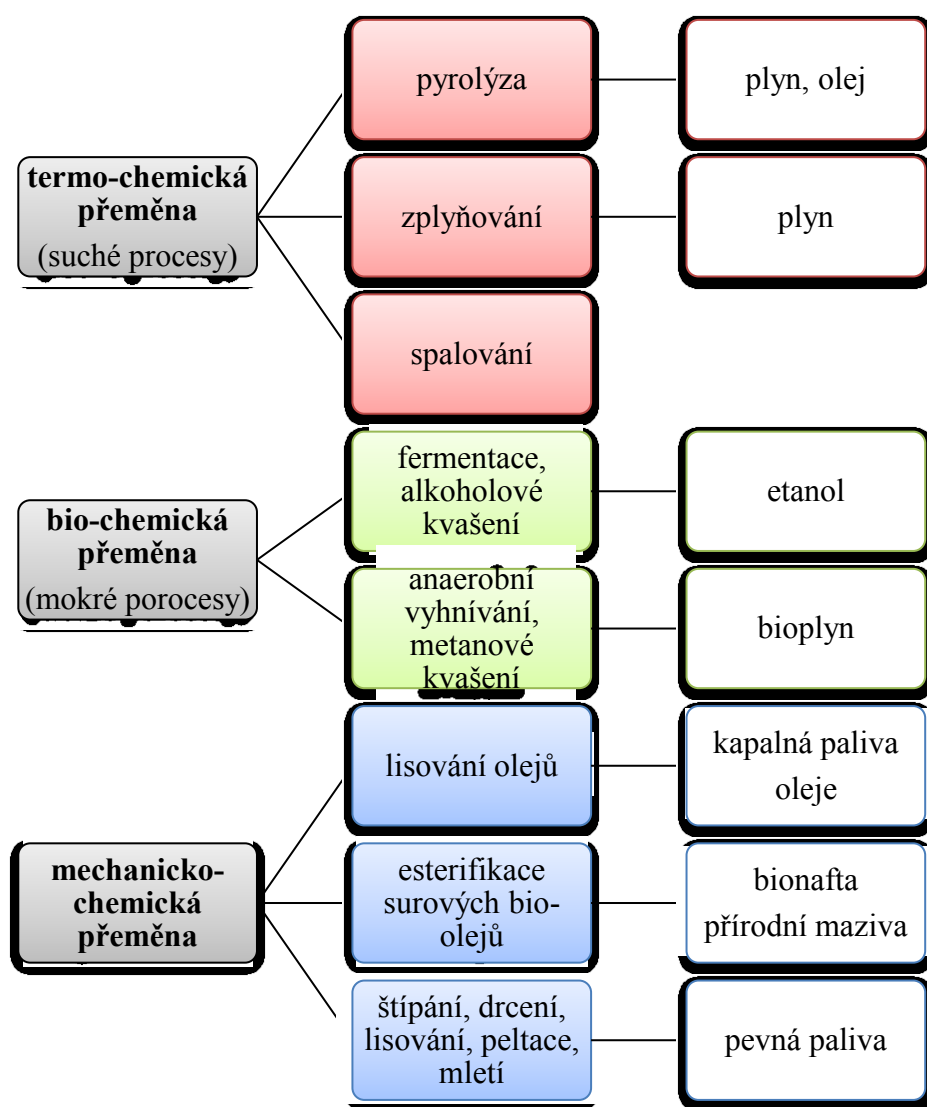 termo-chemická
přeměna
(suché procesy)
pyrolýza
plyn, olej
zplyňování
plyn
spalování
bio-chemická
přeměna
(mokré porocesy)
fermentace,
alkoholové
kvašení
etanol
anaerobní
vyhnívání,
metanové
kvašení
bioplyn
mechanicko-
chemická
přeměna
lisování olejů
kapalná paliva
oleje
esterifikace
surových bio-
olejů
bionafta
přírodní maziva
štípání, drcení,
lisování, peltace,
mletí
pevná paliva